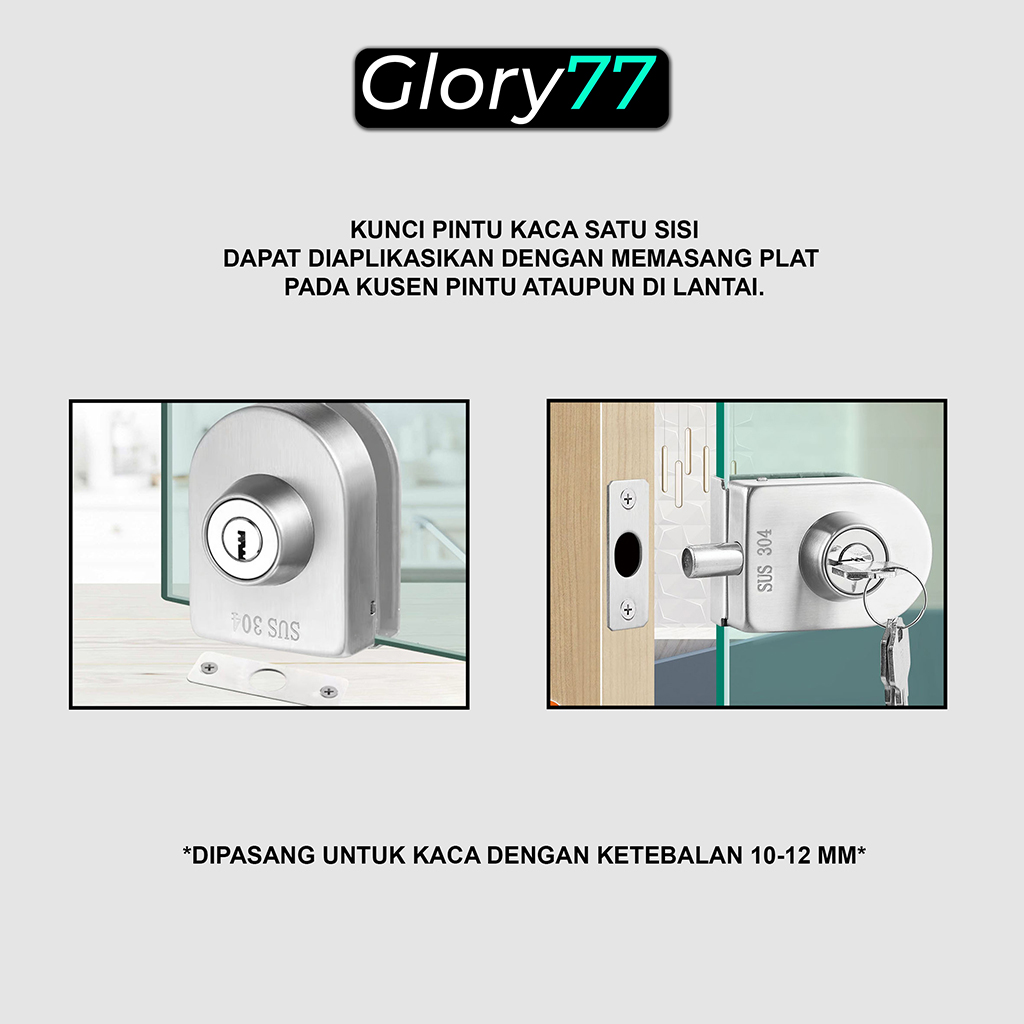 Glory77
KUNCI PINTU KACA SATU SISI
DAPAT DIAPLIKASIKAN DENGAN MEMASANG PLAT
PADA KUSEN PINTU ATAUPUN DI LANTAI.
SUS 304
SUS 304
*DIPASANG UNTUK KACA DENGAN KETEBALAN 10-12 MM*